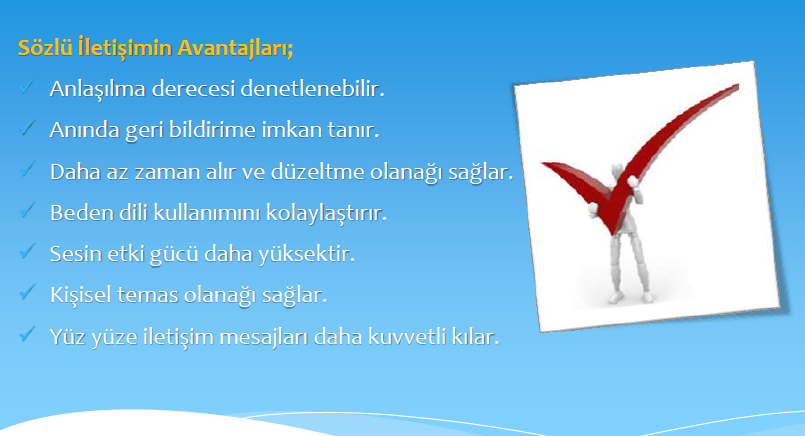 Sözlü İletişimin Avantajları;
Anlaşılma derecesi denetlenebilir.
Anında geri bildirime imkan tanır.
Daha az zaman alır ve düzeltme olanağı sağlar.
Beden dili kullanımını kolaylaştırır.
Sesin etki gücü daha yüksektir.
Kişisel temas olanağı sağlar.
Yüz yüze iletişim mesajları daha kuvvetli kılar.